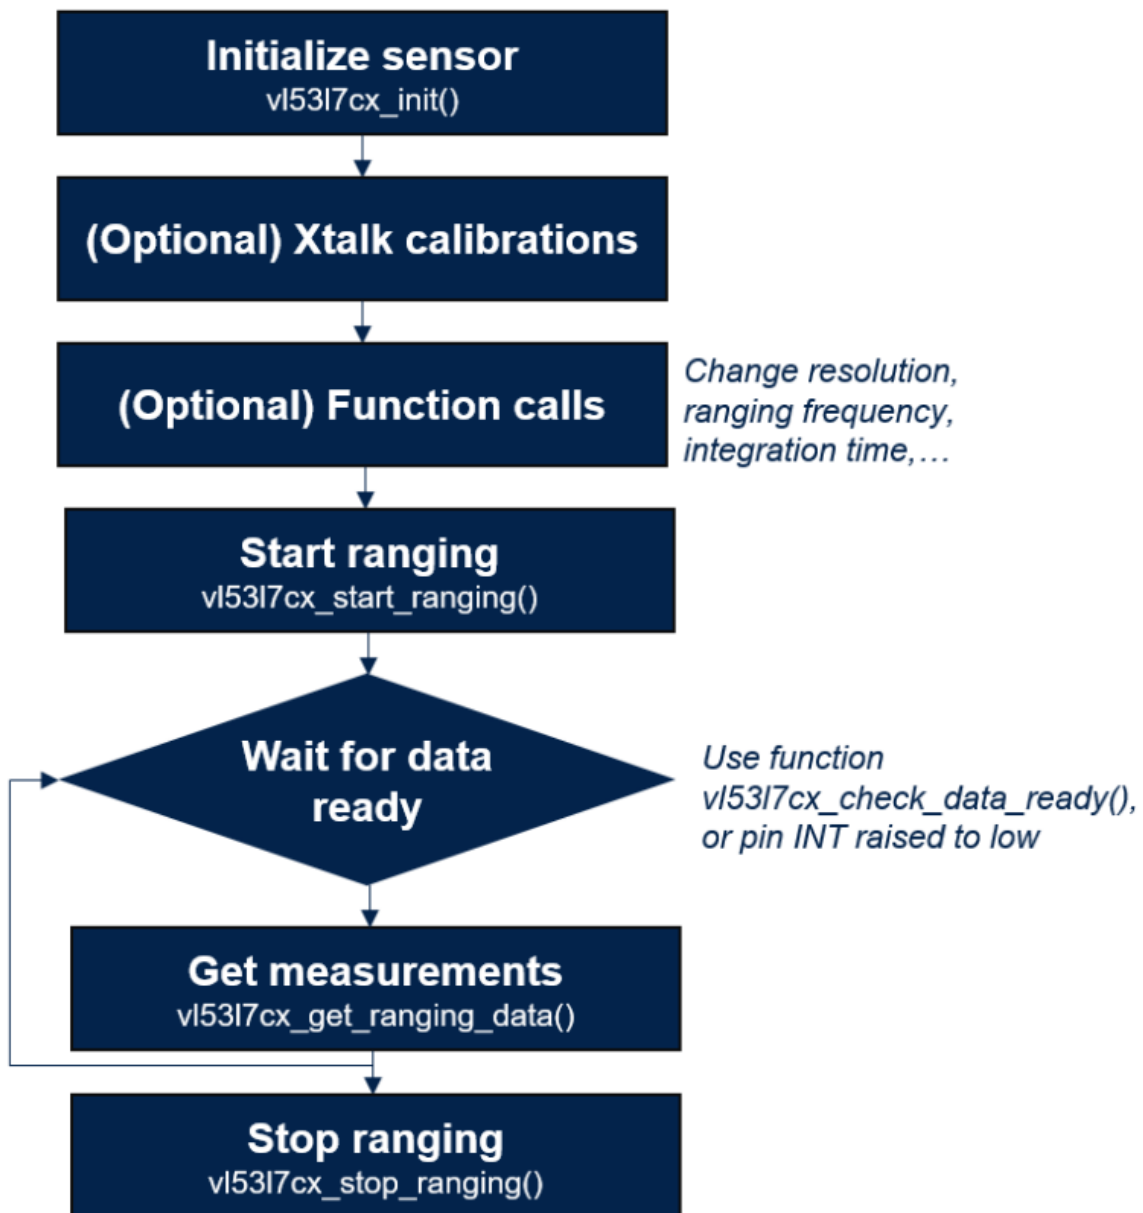 Initialize sensor
vl53l7cx_init()
(Optional) Xtalk calibrations
(Optional) Function calls
Change resolution,
ranging frequency,
integration time,…
Start ranging
vl53l7cx_start_ranging()
Wait for data
ready
Use function
vl53l7cx_check_data_ready(),
or pin INT raised to low
Get measurements
vl53l7cx_get_ranging_data()
Stop ranging
vl53l7cx_stop_ranging()